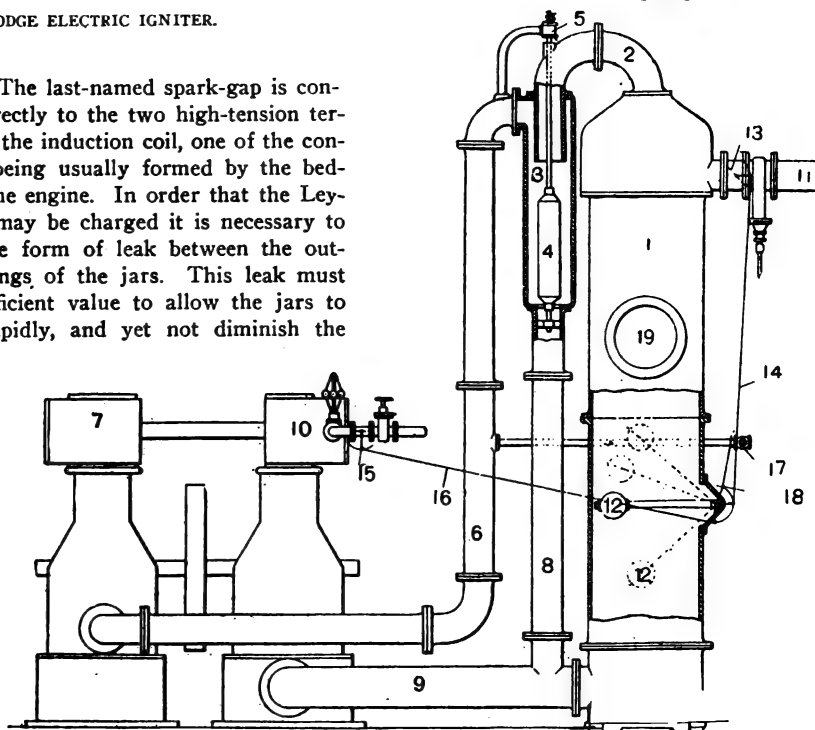 ODGE ELECTRIC IGNITER.
The last-named spark-gap is con-
rectly to the two high-tension ter-
the induction coil, one of the con-
being usually formed by the bed-
ne engine. In order that the Ley-
may be charged it is necessary to
e form of leak between the out-
ngs of the jars. This leak must
ficient value to allow the jars to
pidly, and yet not diminish the
5
2
13
11
3
4
1
19
14
7
10
15
16
17
18
12
6
8
12
9